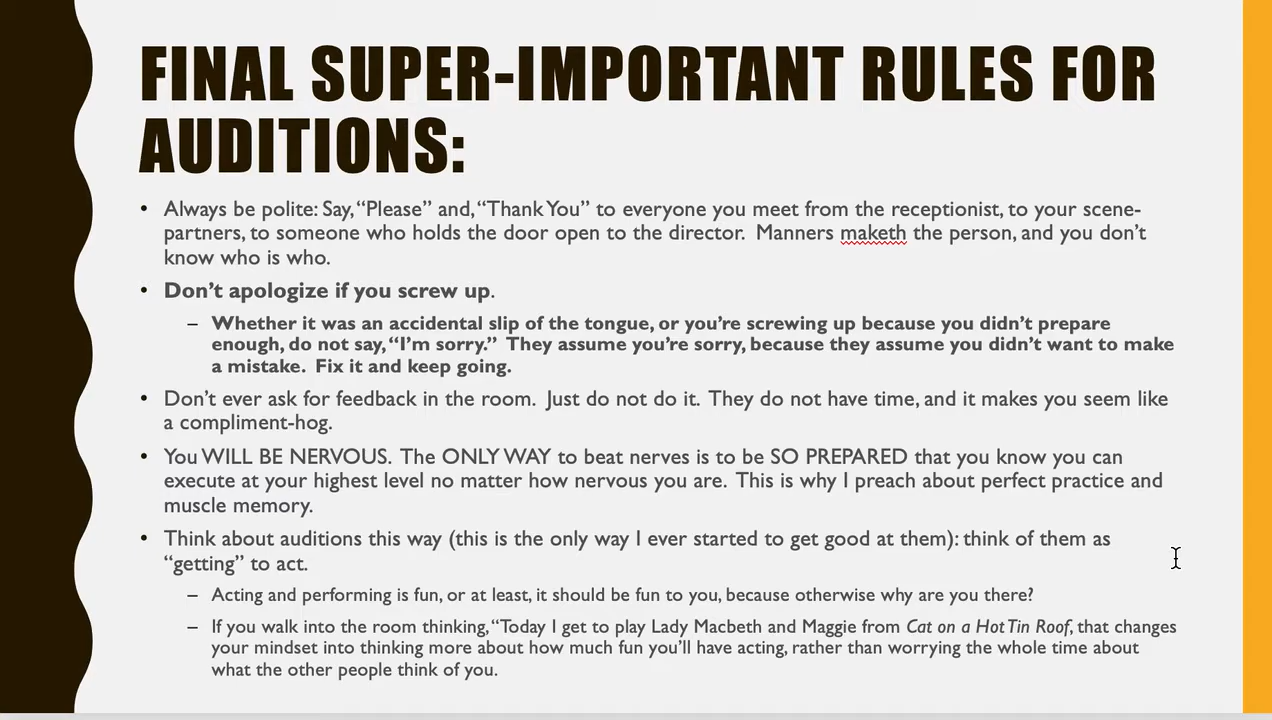 FINAL SUPER-IMPORTANT RULES FOR
AUDITIONS:
• Always be polite: Say, “Please” and, “Thank You” to everyone you meet from the receptionist, to your scene-
partners, to someone who holds the door open to the director. Manners maketh the person, and you don’t
know who is who.
• Don’t apologize if you screw up.
– Whether it was an accidental slip of the tongue, or you’re screwing up because you didn’t prepare
enough, do not say, “I’m sorry.” They assume you’re sorry, because they assume you didn’t want to make
a mistake. Fix it and keep going.
• Don’t ever ask for feedback in the room. Just do not do it. They do not have time, and it makes you seem like
a compliment-hog.
• You WILL BE NERVOUS. The ONLY WAY to beat nerves is to be SO PREPARED that you know you can
execute at your highest level no matter how nervous you are. This is why I preach about perfect practice and
muscle memory.
• Think about auditions this way (this is the only way I ever started to get good at them): think of them as
“getting” to act.
– Acting and performing is fun, or at least, it should be fun to you, because otherwise why are you there?
– If you walk into the room thinking, “Today I get to play Lady Macbeth and Maggie from Cat on a Hot Tin Roof, that changes
your mindset into thinking more about how much fun you’ll have acting, rather than worrying the whole time about
what the other people think of you.